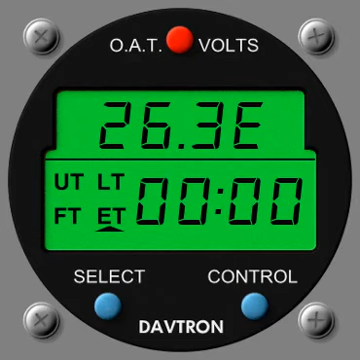 O.A.T. VOLTS
26.3E
UT LT
FT ET 00:00
SELECT CONTROL
DAVTRON